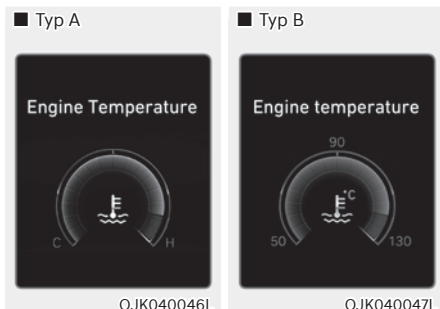 ■ Typ A
Engine Temperature
C H
OJK040046L
■ Typ B
Engine temperature
90
°C
50 130
OJK040047L